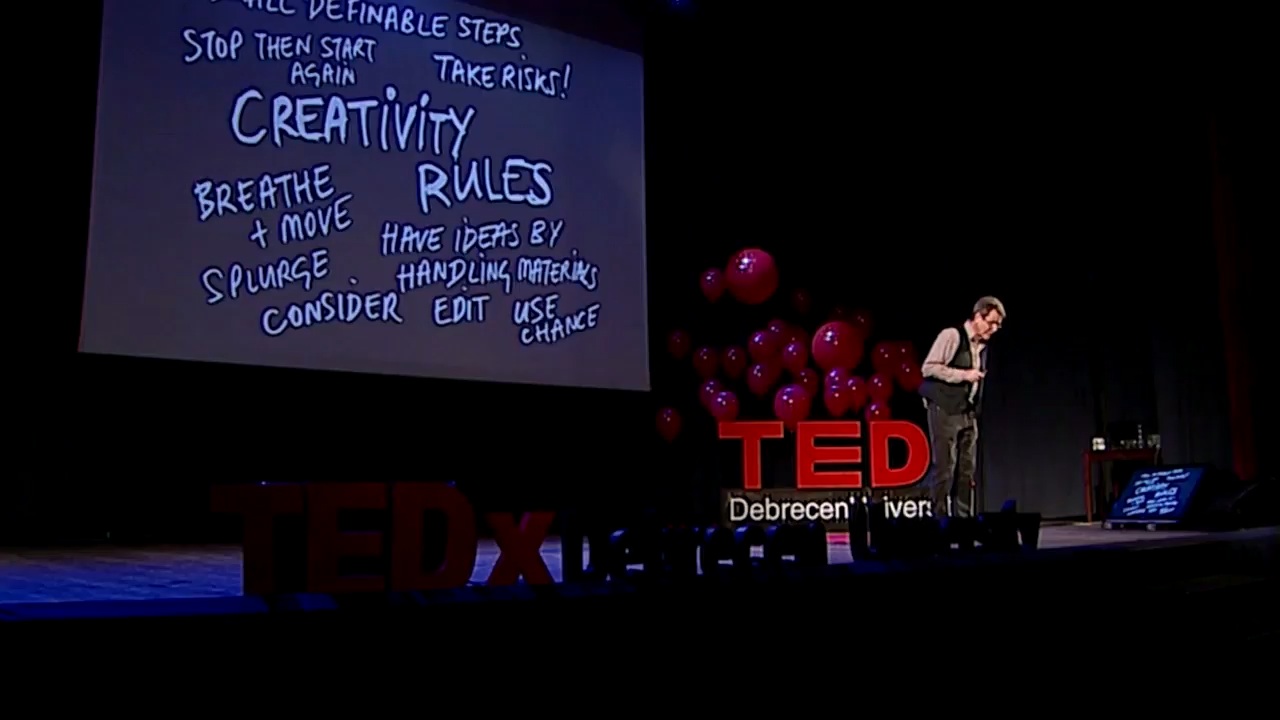 DEFINABLE STEPS
STOP THEN START
AGAIN
TAKE RISKS!
CREATIVITY
RULES
BREATHE
+ MOVE
HAVE IDEAS BY
HANDLING MATERIALS
SPLURGE
CONSIDER EDIT USE
CHANCE
TED
TEDx